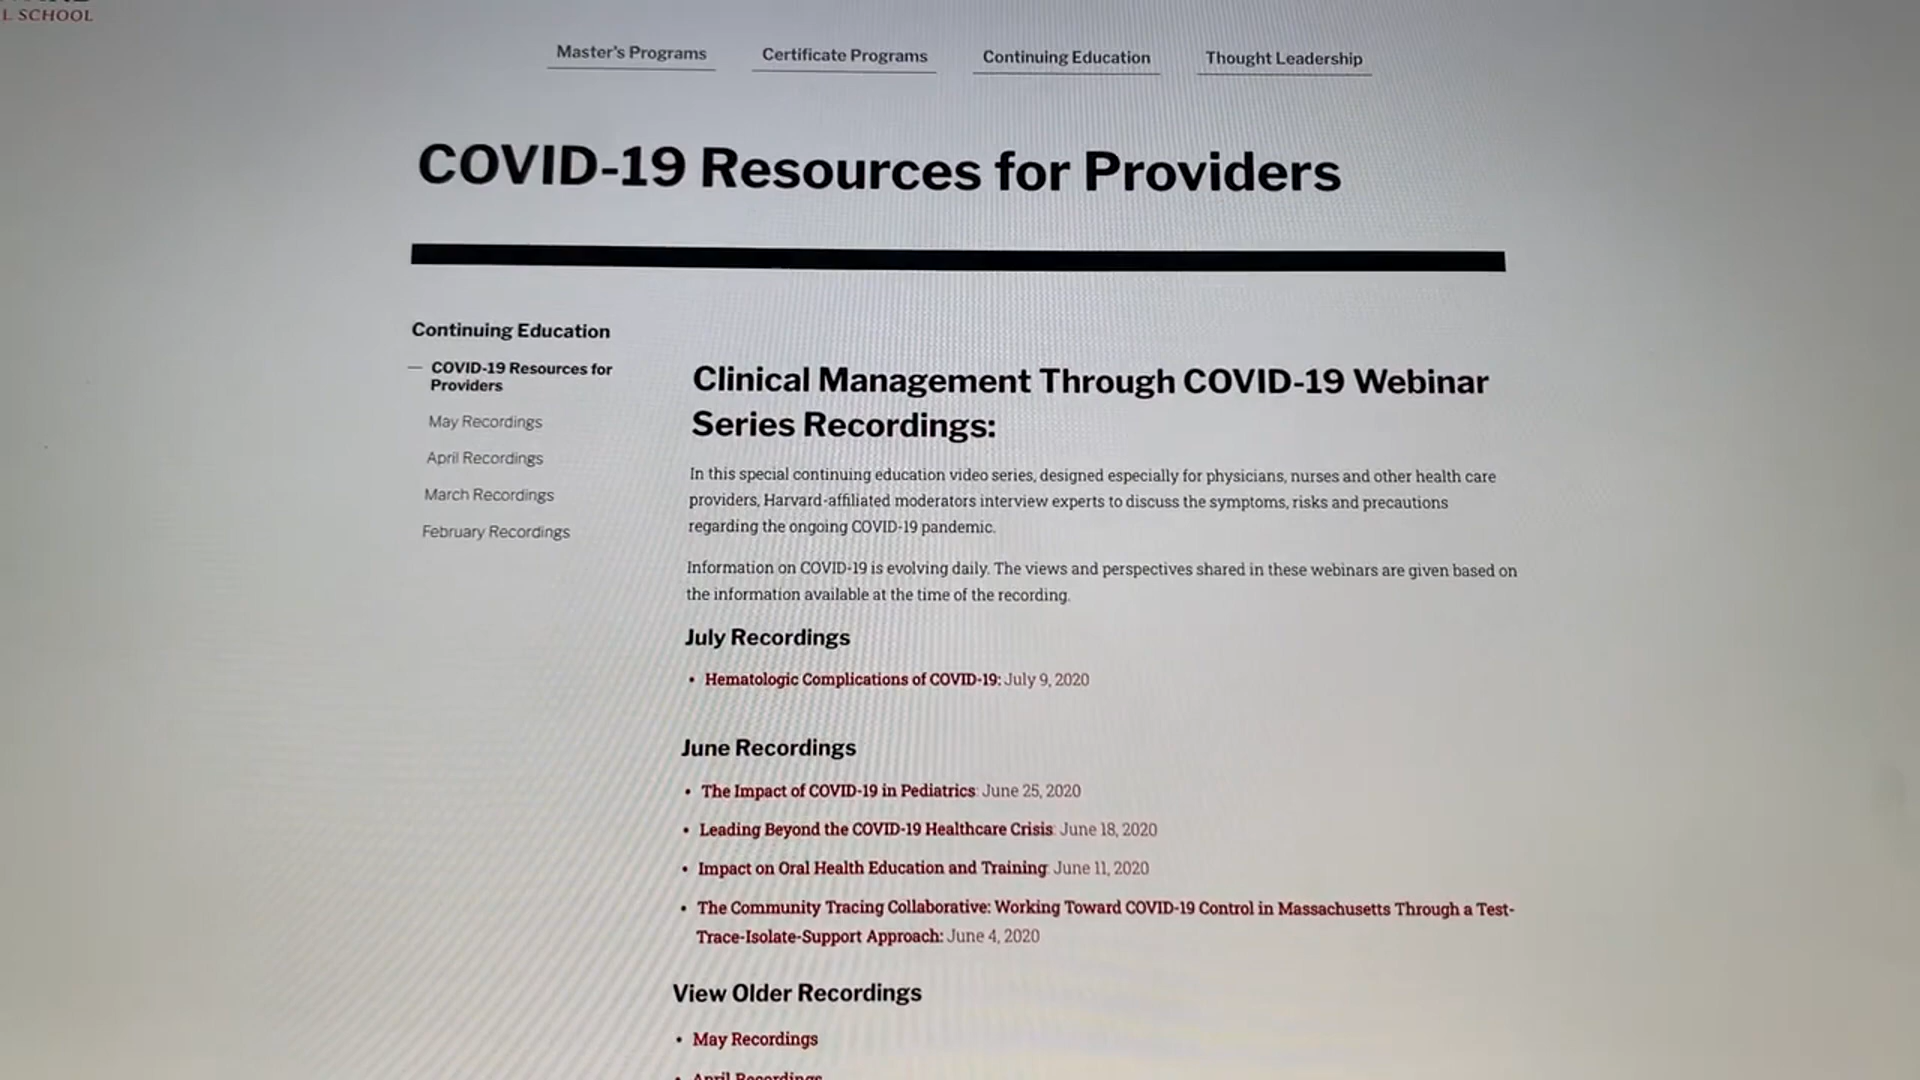 L SCHOOL
Master's Programs
Certificate Programs
Continuing Education
Thought Leadership
COVID-19 Resources for Providers
Continuing Education
COVID-19 Resources for
Providers
May Recordings
April Recordings
March Recordings
February Recordings
Clinical Management Through COVID-19 Webinar
Series Recordings:
In this special continuing education video series, designed especially for physicians, nurses and other health care
providers, Harvard-affiliated moderators interview experts to discuss the symptoms, risks and precautions
regarding the ongoing COVID-19 pandemic.
Information on COVID-19 is evolving daily. The views and perspectives shared in these webinars are given based on
the information available at the time of the recording.
July Recordings
• Hematologic Complications of COVID-19: July 9, 2020
June Recordings
• The Impact of COVID-19 in Pediatrics: June 25, 2020
• Leading Beyond the COVID-19 Healthcare Crisis: June 18, 2020
• Impact on Oral Health Education and Training: June 11, 2020
• The Community Tracing Collaborative: Working Toward COVID-19 Control in Massachusetts Through a Test-
Trace-Isolate-Support Approach: June 4, 2020
View Older Recordings
• May Recordings
• April Recordings